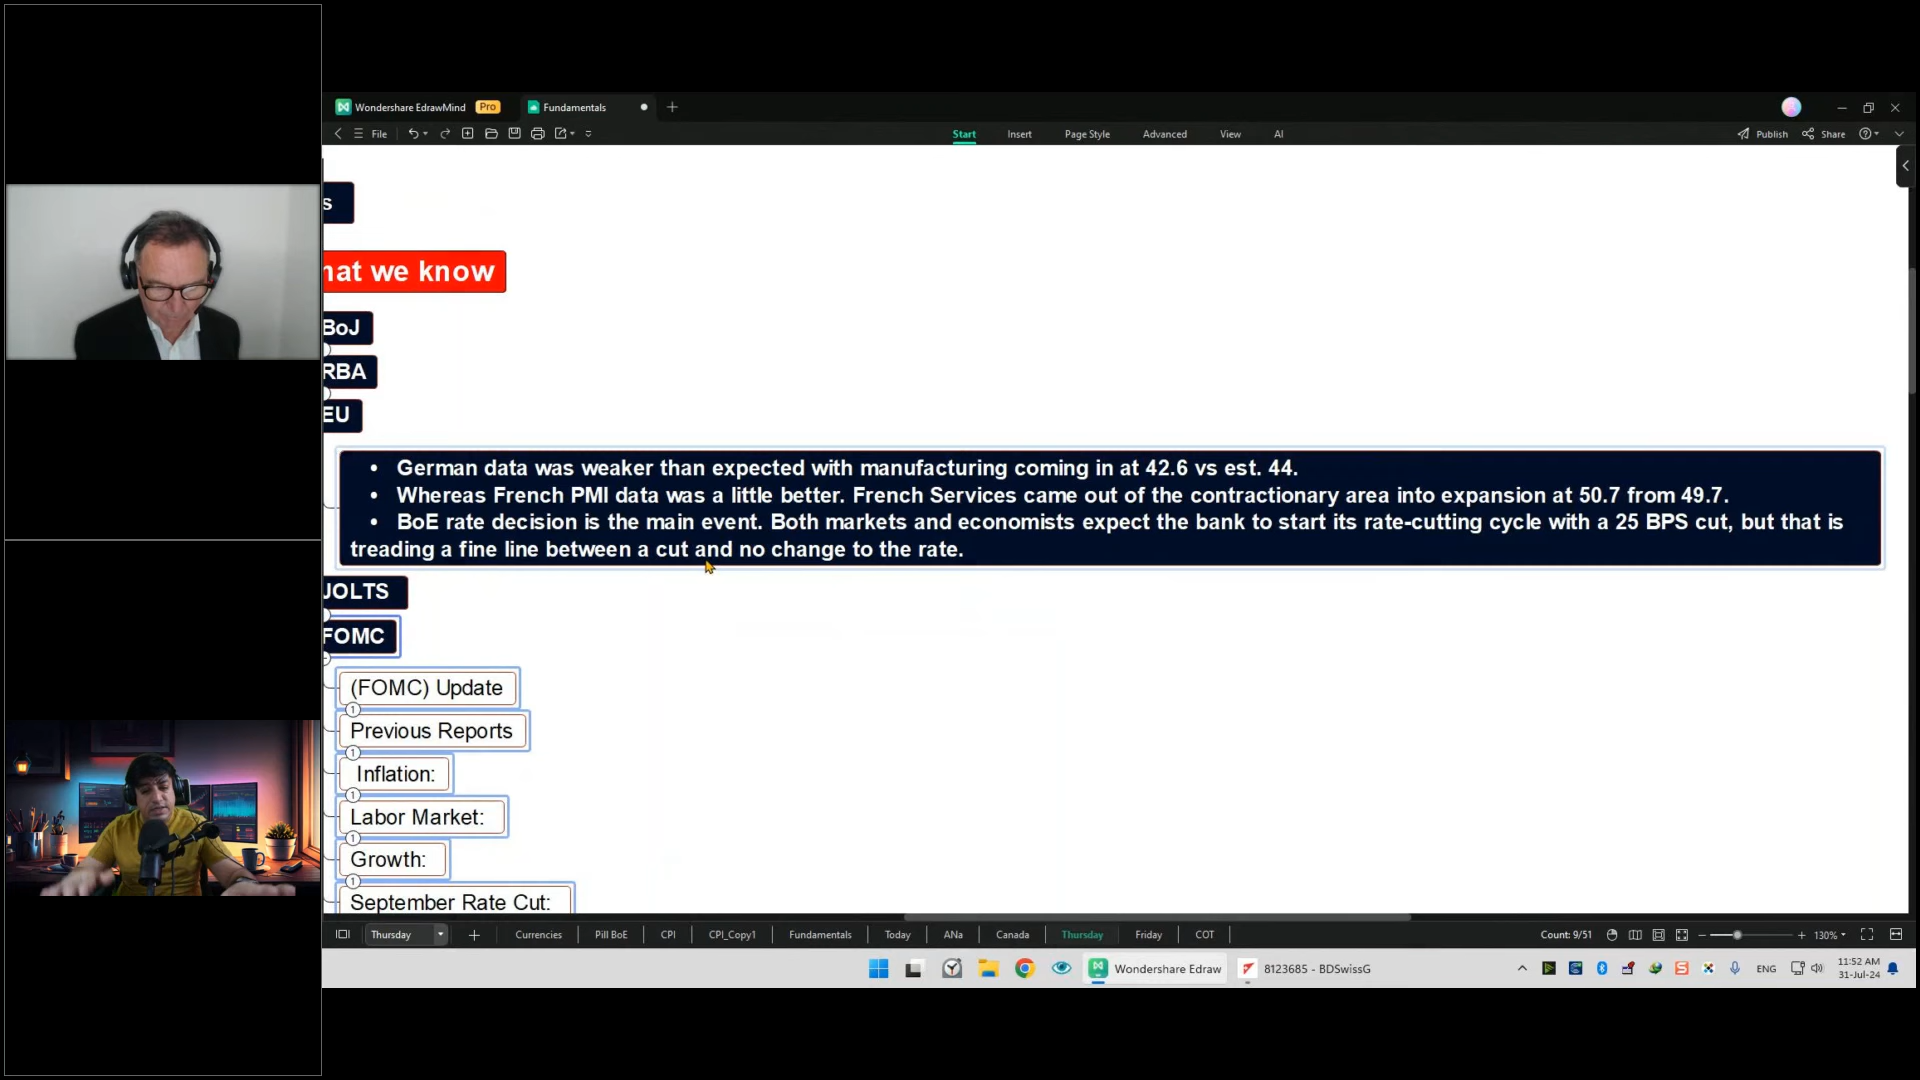 Wondershare EdrawMind Pro
Fundamentals
File
Start Insert Page Style Advanced View AI
Publish Share
s
hat we know
BoJ
RBA
EU
• German data was weaker than expected with manufacturing coming in at 42.6 vs est. 44.
• Whereas French PMI data was a little better. French Services came out of the contractionary area into expansion at 50.7 from 49.7.
• BoE rate decision is the main event. Both markets and economists expect the bank to start its rate-cutting cycle with a 25 BPS cut, but that is
treading a fine line between a cut and no change to the rate.
JOLTS
FOMC
(FOMC) Update
1
Previous Reports
1
Inflation:
1
Labor Market:
1
Growth:
1
September Rate Cut:
Thursday Currencies Pill BoE CPI CPI_Copy1 Fundamentals Today ANa Canada Thursday Friday COT Count: 9/51 130%
Wondershare Edraw 8123685 - BDSwissG ENG 11:52 AM
31-Jul-24